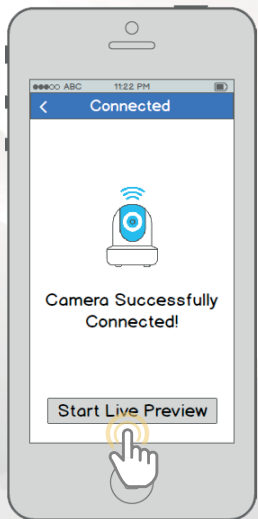 ABC 11:22 PM
Connected
Camera Successfully
Connected!
Start Live Preview